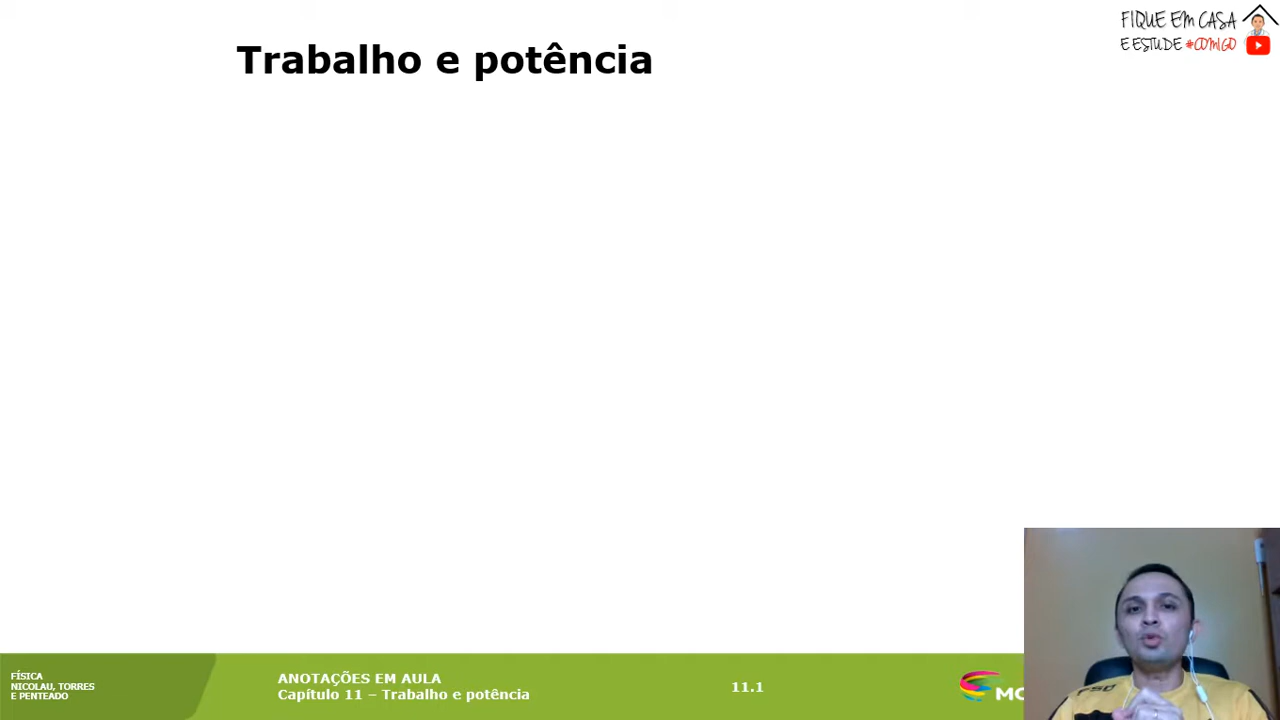 Trabalho e potência
FIQUE EM CASA
E ESTUDE #COMIGO
FÍSICA
NICOLAU, TORRES
E PENTEADO
ANOTAÇÕES EM AULA
Capítulo 11 – Trabalho e potência
11.1